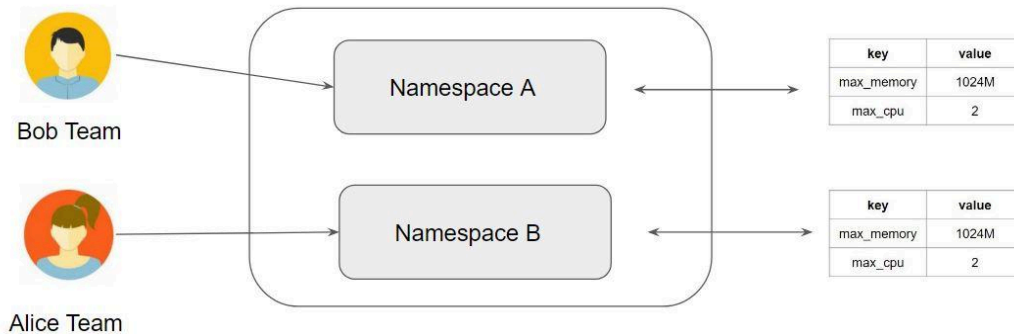 Bob Team
Namespace A
key value
max_memory 1024M
max_cpu 2
Alice Team
Namespace B
key value
max_memory 1024M
max_cpu 2